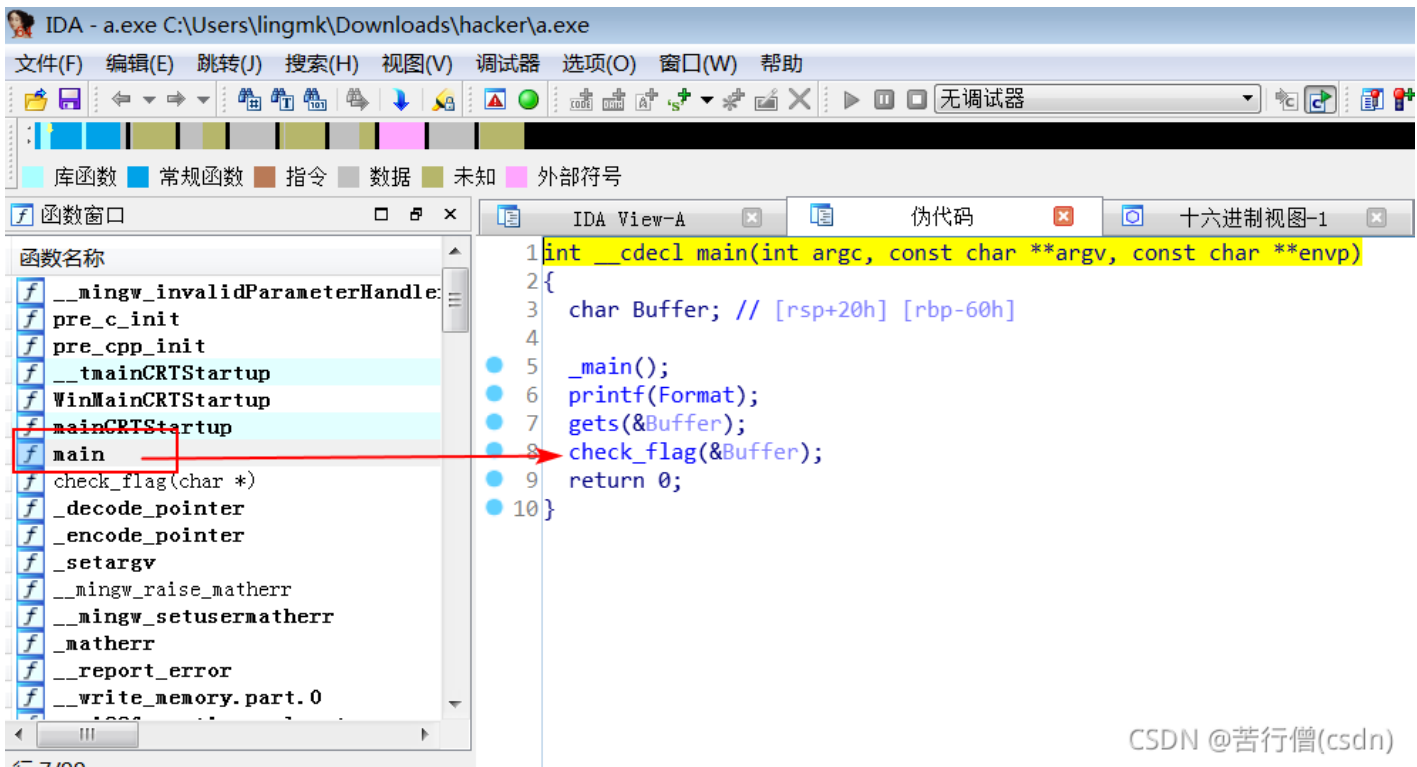 IDA - a.exe C:\Users\lingmk\Downloads\hacker\a.exe
文件(F) 编辑(E) 跳转(J) 搜索(H) 视图(V) 调试器 选项(O) 窗口(W) 帮助
无调试器
库函数 常规函数 指令 数据 未知 外部符号
函数窗口
IDA View-A 伪代码 十六进制视图-1
函数名称
__mingw_invalidParameterHandle
pre_c_init
pre_cpp_init
__tmainCRTStartup
WinMainCRTStartup
mainCRTStartup
main
check_flag(char *)
_decode_pointer
_encode_pointer
_setargv
__mingw_raise_matherr
__mingw_setusermatherr
_matherr
__report_error
__write_memory.part.0
1 int __cdecl main(int argc, const char **argv, const char **envp)
2 {
3 char Buffer; // [rsp+20h] [rbp-60h]
4
5 _main();
6 printf(Format);
7 gets(&Buffer);
8 check_flag(&Buffer);
9 return 0;
10 }
CSDN @苦行僧(csdn)